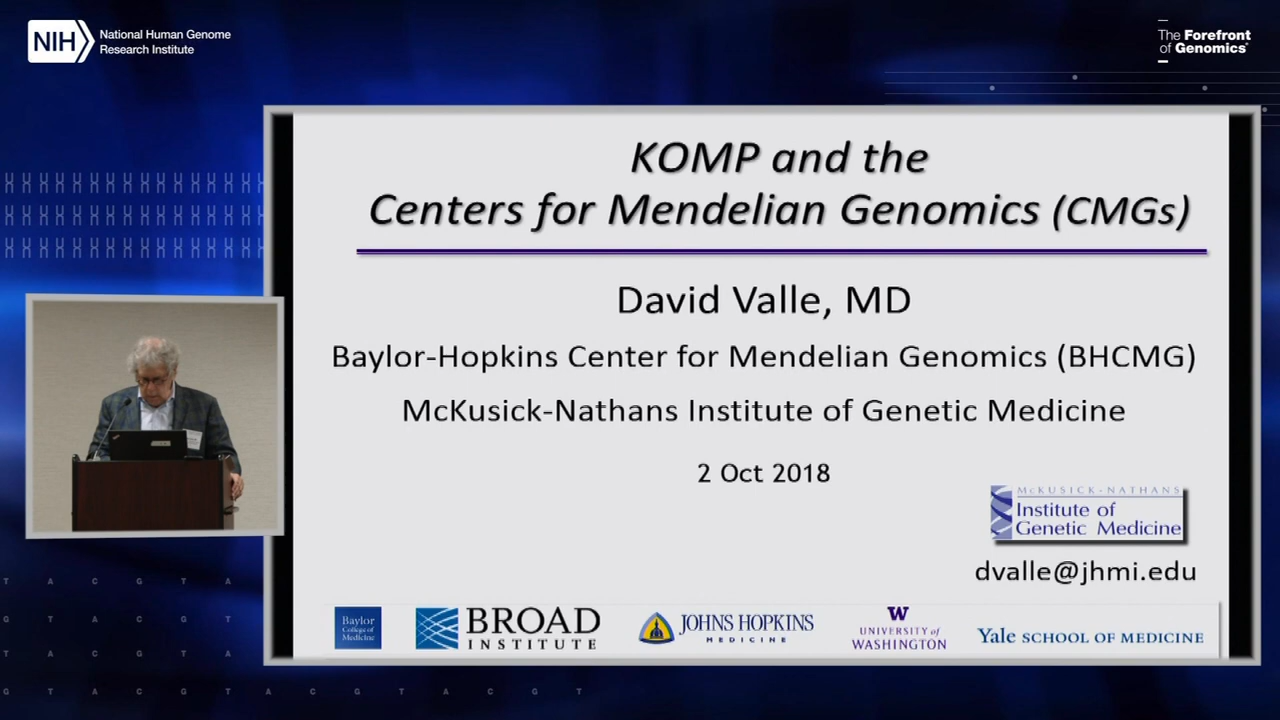 NIH
National Human Genome
Research Institute
The Forefront
of Genomics®
KOMP and the
Centers for Mendelian Genomics (CMGs)
David Valle, MD
Baylor-Hopkins Center for Mendelian Genomics (BHCMG)
McKusick-Nathans Institute of Genetic Medicine
2 Oct 2018
McKUSICK-NATHANS
Institute of
Genetic Medicine
dvalle@jhmi.edu
Baylor
College of
Medicine
BROAD
INSTITUTE
JOHNS HOPKINS
MEDICINE
W
UNIVERSITY of
WASHINGTON
Yale SCHOOL OF MEDICINE
T A C G T A
G T A C G T
T A C G T A
G T A C G T A C G T A C G T